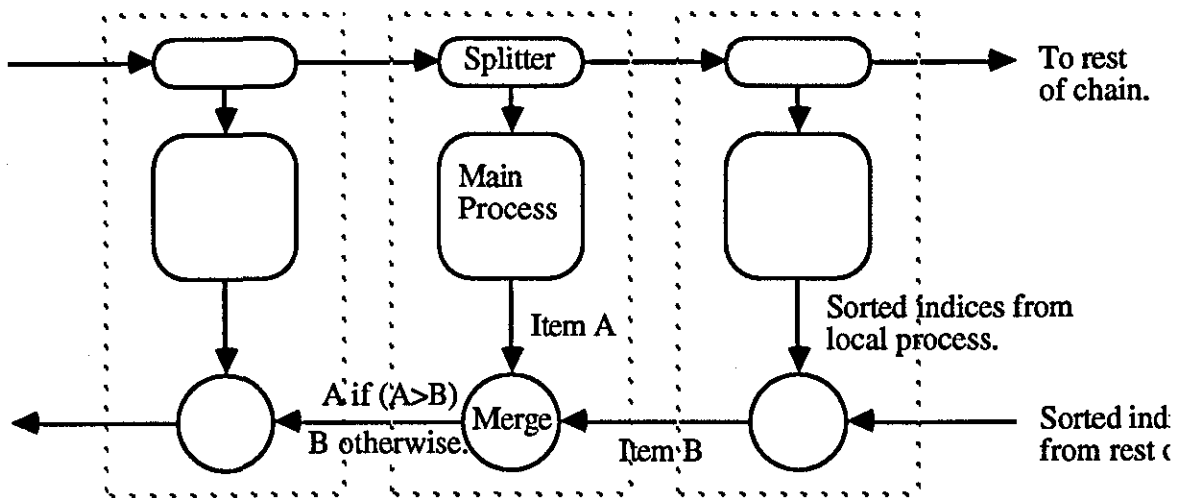 Splitter
To rest
of chain.
Main
Process
Item A
Sorted indices from
local process.
A if (A>B)
B otherwise.
Merge
Item B
Sorted
from rest